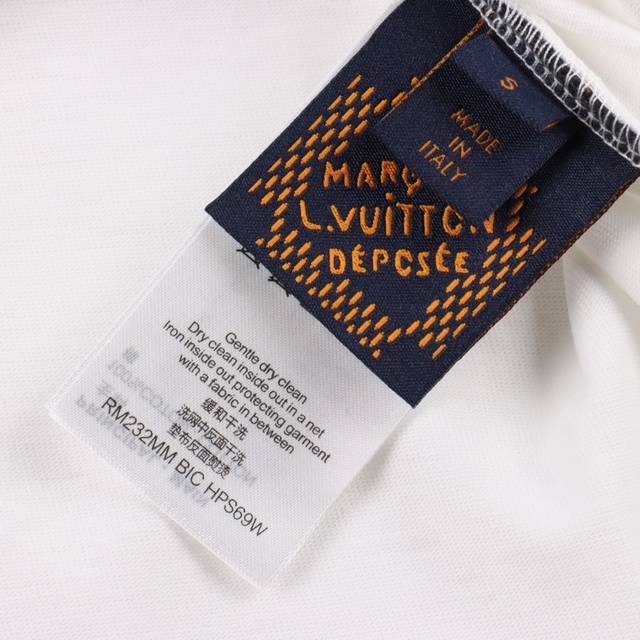 S
MADE
IN
ITALY
L.VUITTON
DÉPOSÉE
Gentle dry clean
Dry clean inside out in a net
Iron inside out protecting garment
with a fabric in between
缓和干洗
洗涤中反面干洗
垫布反面熨烫
RM232MM BIC HPS69W